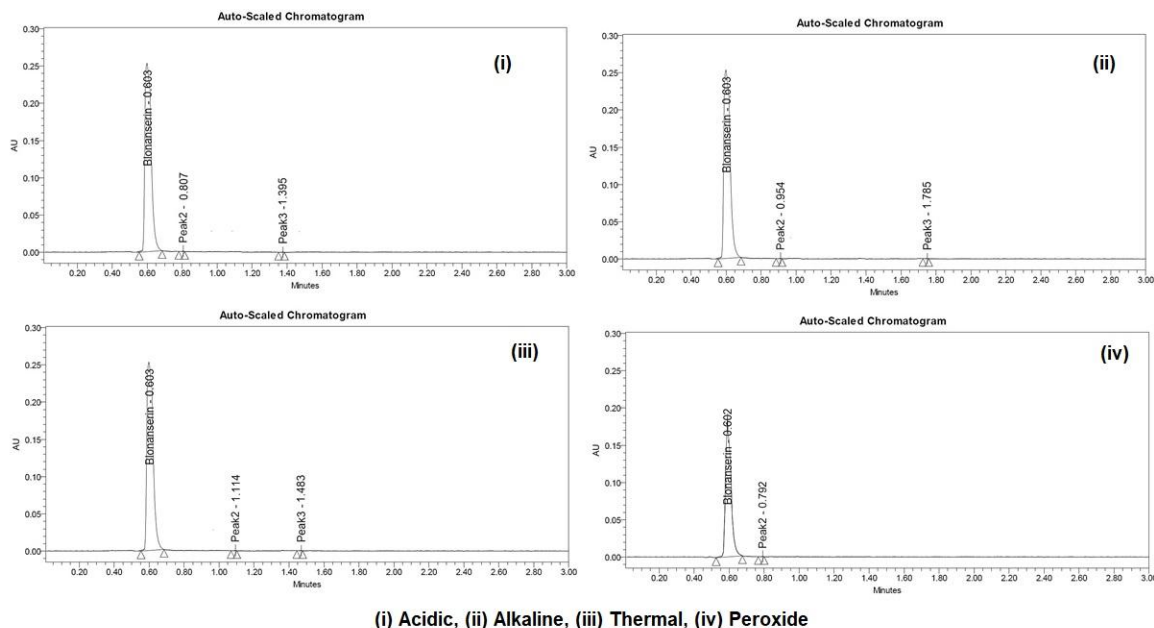 Auto-Scaled Chromatogram
(i)
0.30
0.25
0.20
0.15
0.10
0.05
0.00
AU
Blonanserin - 0.603
Peak2 - 0.807
Peak3 - 1.395
0.20 0.40 0.60 0.80 1.00 1.20 1.40 1.60 1.80 2.00 2.20 2.40 2.60 2.80 3.00
Minutes
Auto-Scaled Chromatogram
(ii)
0.30
0.25
0.20
0.15
0.10
0.05
0.00
AU
Blonanserin - 0.603
Peak2 - 0.954
Peak3 - 1.785
0.20 0.40 0.60 0.80 1.00 1.20 1.40 1.60 1.80 2.00 2.20 2.40 2.60 2.80 3.00
Minutes
Auto-Scaled Chromatogram
(iii)
0.30
0.25
0.20
0.15
0.10
0.05
0.00
AU
Blonanserin - 0.603
Peak2 - 1.114
Peak3 - 1.483
0.20 0.40 0.60 0.80 1.00 1.20 1.40 1.60 1.80 2.00 2.20 2.40 2.60 2.80 3.00
Minutes
Auto-Scaled Chromatogram
(iv)
0.30
0.25
0.20
0.15
0.10
0.05
0.00
AU
Blonanserin - 0.602
Peak2 - 0.792
0.20 0.40 0.60 0.80 1.00 1.20 1.40 1.60 1.80 2.00 2.20 2.40 2.60 2.80 3.00
Minutes
(i) Acidic, (ii) Alkaline, (iii) Thermal, (iv) Peroxide